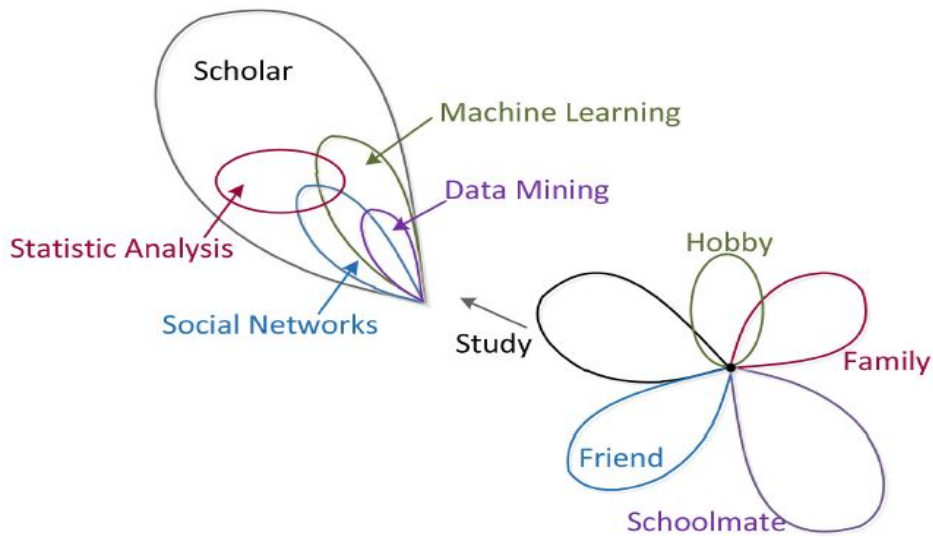 Scholar
Machine Learning
Data Mining
Statistic Analysis
Social Networks
Hobby
Study
Family
Friend
Schoolmate